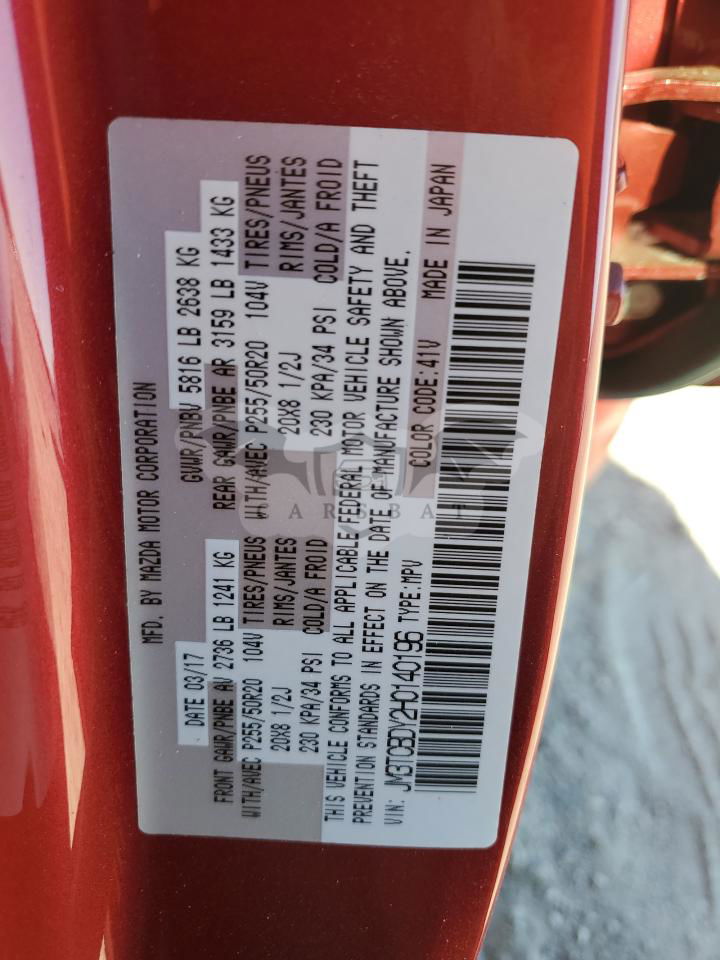 MFD. BY MAZDA MOTOR CORPORATION
DATE 03/17 GVWR/PNBV 5816 LB 2638 KG
FRONT GAWR/PNBE AV 2736 LB 1241 KG REAR GAWR/PNBE AR 3159 LB 1433 KG
WITH/AVEC P255/50R20 104V TIRES/PNEUS WITH/AVEC P255/50R20 104V TIRES/PNEUS
20X8 1/2J RIMS/JANTES 20X8 1/2J RIMS/JANTES
230 KPA/34 PSI COLD/A FROID 230 KPA/34 PSI COLD/A FROID
THIS VEHICLE CONFORMS TO ALL APPLICABLE FEDERAL MOTOR VEHICLE SAFETY AND THEFT
PREVENTION STANDARDS IN EFFECT ON THE DATE OF MANUFACTURE SHOWN ABOVE.
VIN: JM3TCBDY2H0140196 TYPE:MPV COLOR CODE:41V MADE IN JAPAN
CARSBAT